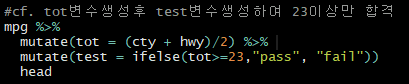 #cf. tot변수생성후 test변수생성하여 23이상만 합격
mpg %>%
mutate(tot = (cty + hwy)/2) %>%
mutate(test = ifelse(tot>=23,"pass", "fail"))
head